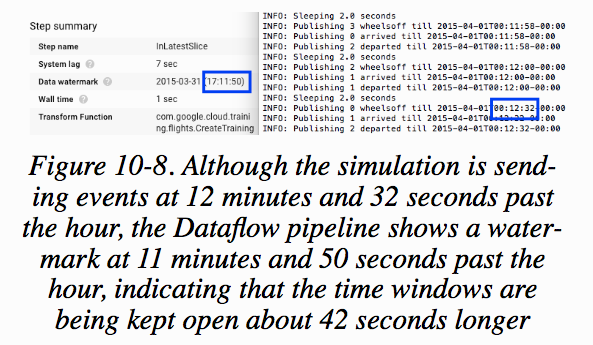 Step summary
Step name InLatestSlice
System lag 7 sec
Data watermark 2015-03-31 (17:11:50)
Wall time 1 sec
Transform Function com.google.cloud.traini
ng.flights.CreateTraining
INFO: Sleeping 2.0 seconds
INFO: Publishing 3 wheelsoff till 2015-04-01T00:11:58-00:00
INFO: Publishing 0 arrived till 2015-04-01T00:11:58-00:00
INFO: Publishing 2 departed till 2015-04-01T00:11:58-00:00
INFO: Sleeping 2.0 seconds
INFO: Publishing 2 wheelsoff till 2015-04-01T00:12:00-00:00
INFO: Publishing 1 arrived till 2015-04-01T00:12:00-00:00
INFO: Publishing 1 departed till 2015-04-01T00:12:00-00:00
INFO: Sleeping 2.0 seconds
INFO: Publishing 0 wheelsoff till 2015-04-01T00:12:32-00:00
INFO: Publishing 1 arrived till 2015-04-01T00:12:32-00:00
INFO: Publishing 2 departed till 2015-04-01T00:12:32-00:00
Figure 10-8. Although the simulation is send-
ing events at 12 minutes and 32 seconds past
the hour, the Dataflow pipeline shows a water-
mark at 11 minutes and 50 seconds past the
hour, indicating that the time windows are
being kept open about 42 seconds longer